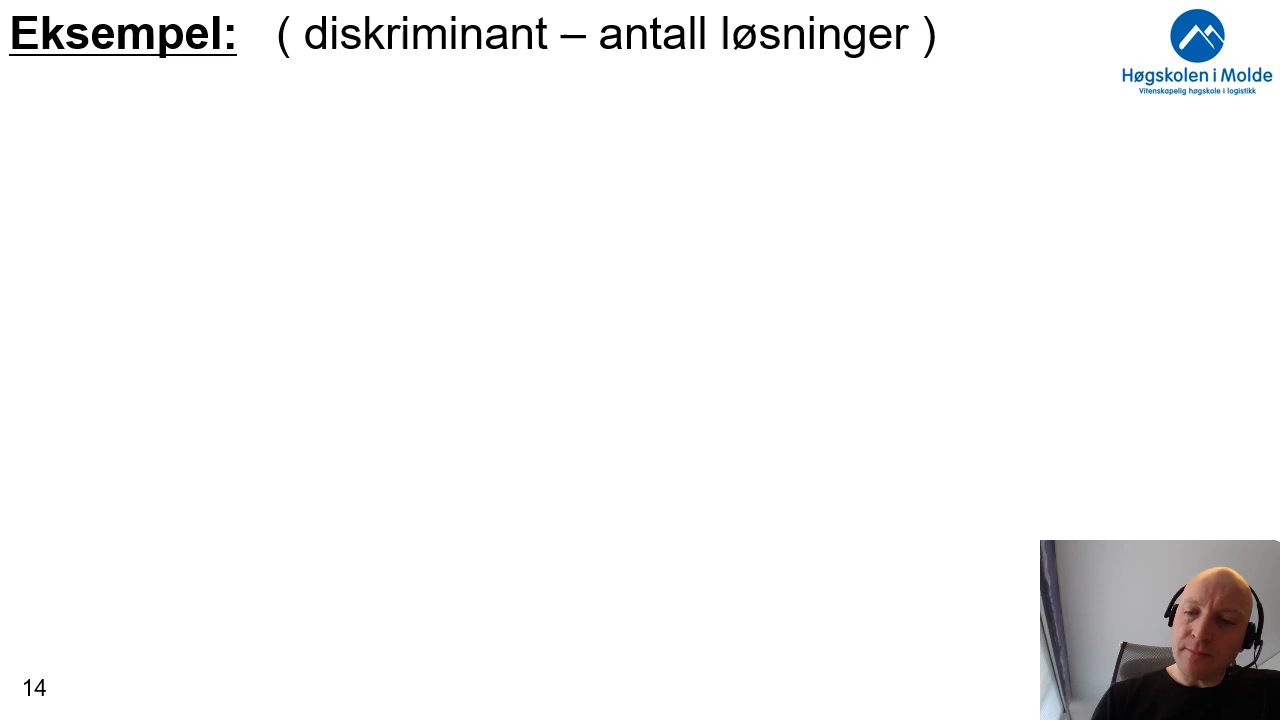 Eksempel: ( diskriminant – antall løsninger )
Høgskolen i Molde
Vitenskapelig høgskole i logistikk
14